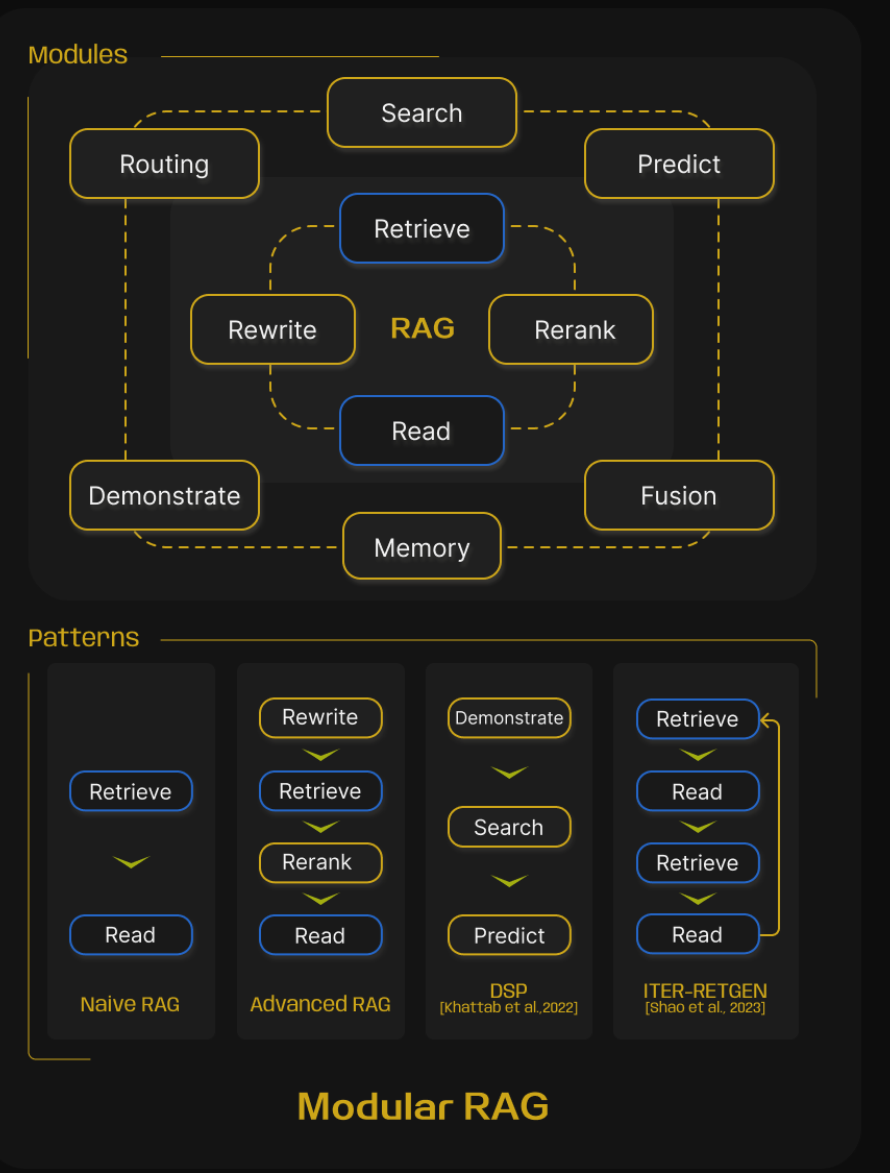 Modules
Search
Routing
Predict
Retrieve
Rewrite
RAG
Rerank
Read
Demonstrate
Fusion
Memory
Patterns
Retrieve
Read
Naive RAG
Rewrite
Retrieve
Rerank
Read
Advanced RAG
Demonstrate
Search
Predict
DSP
[Khattab et al.,2022]
Retrieve
Read
Retrieve
Read
ITER-RETGEN
[Shao et al., 2023]
Modular RAG